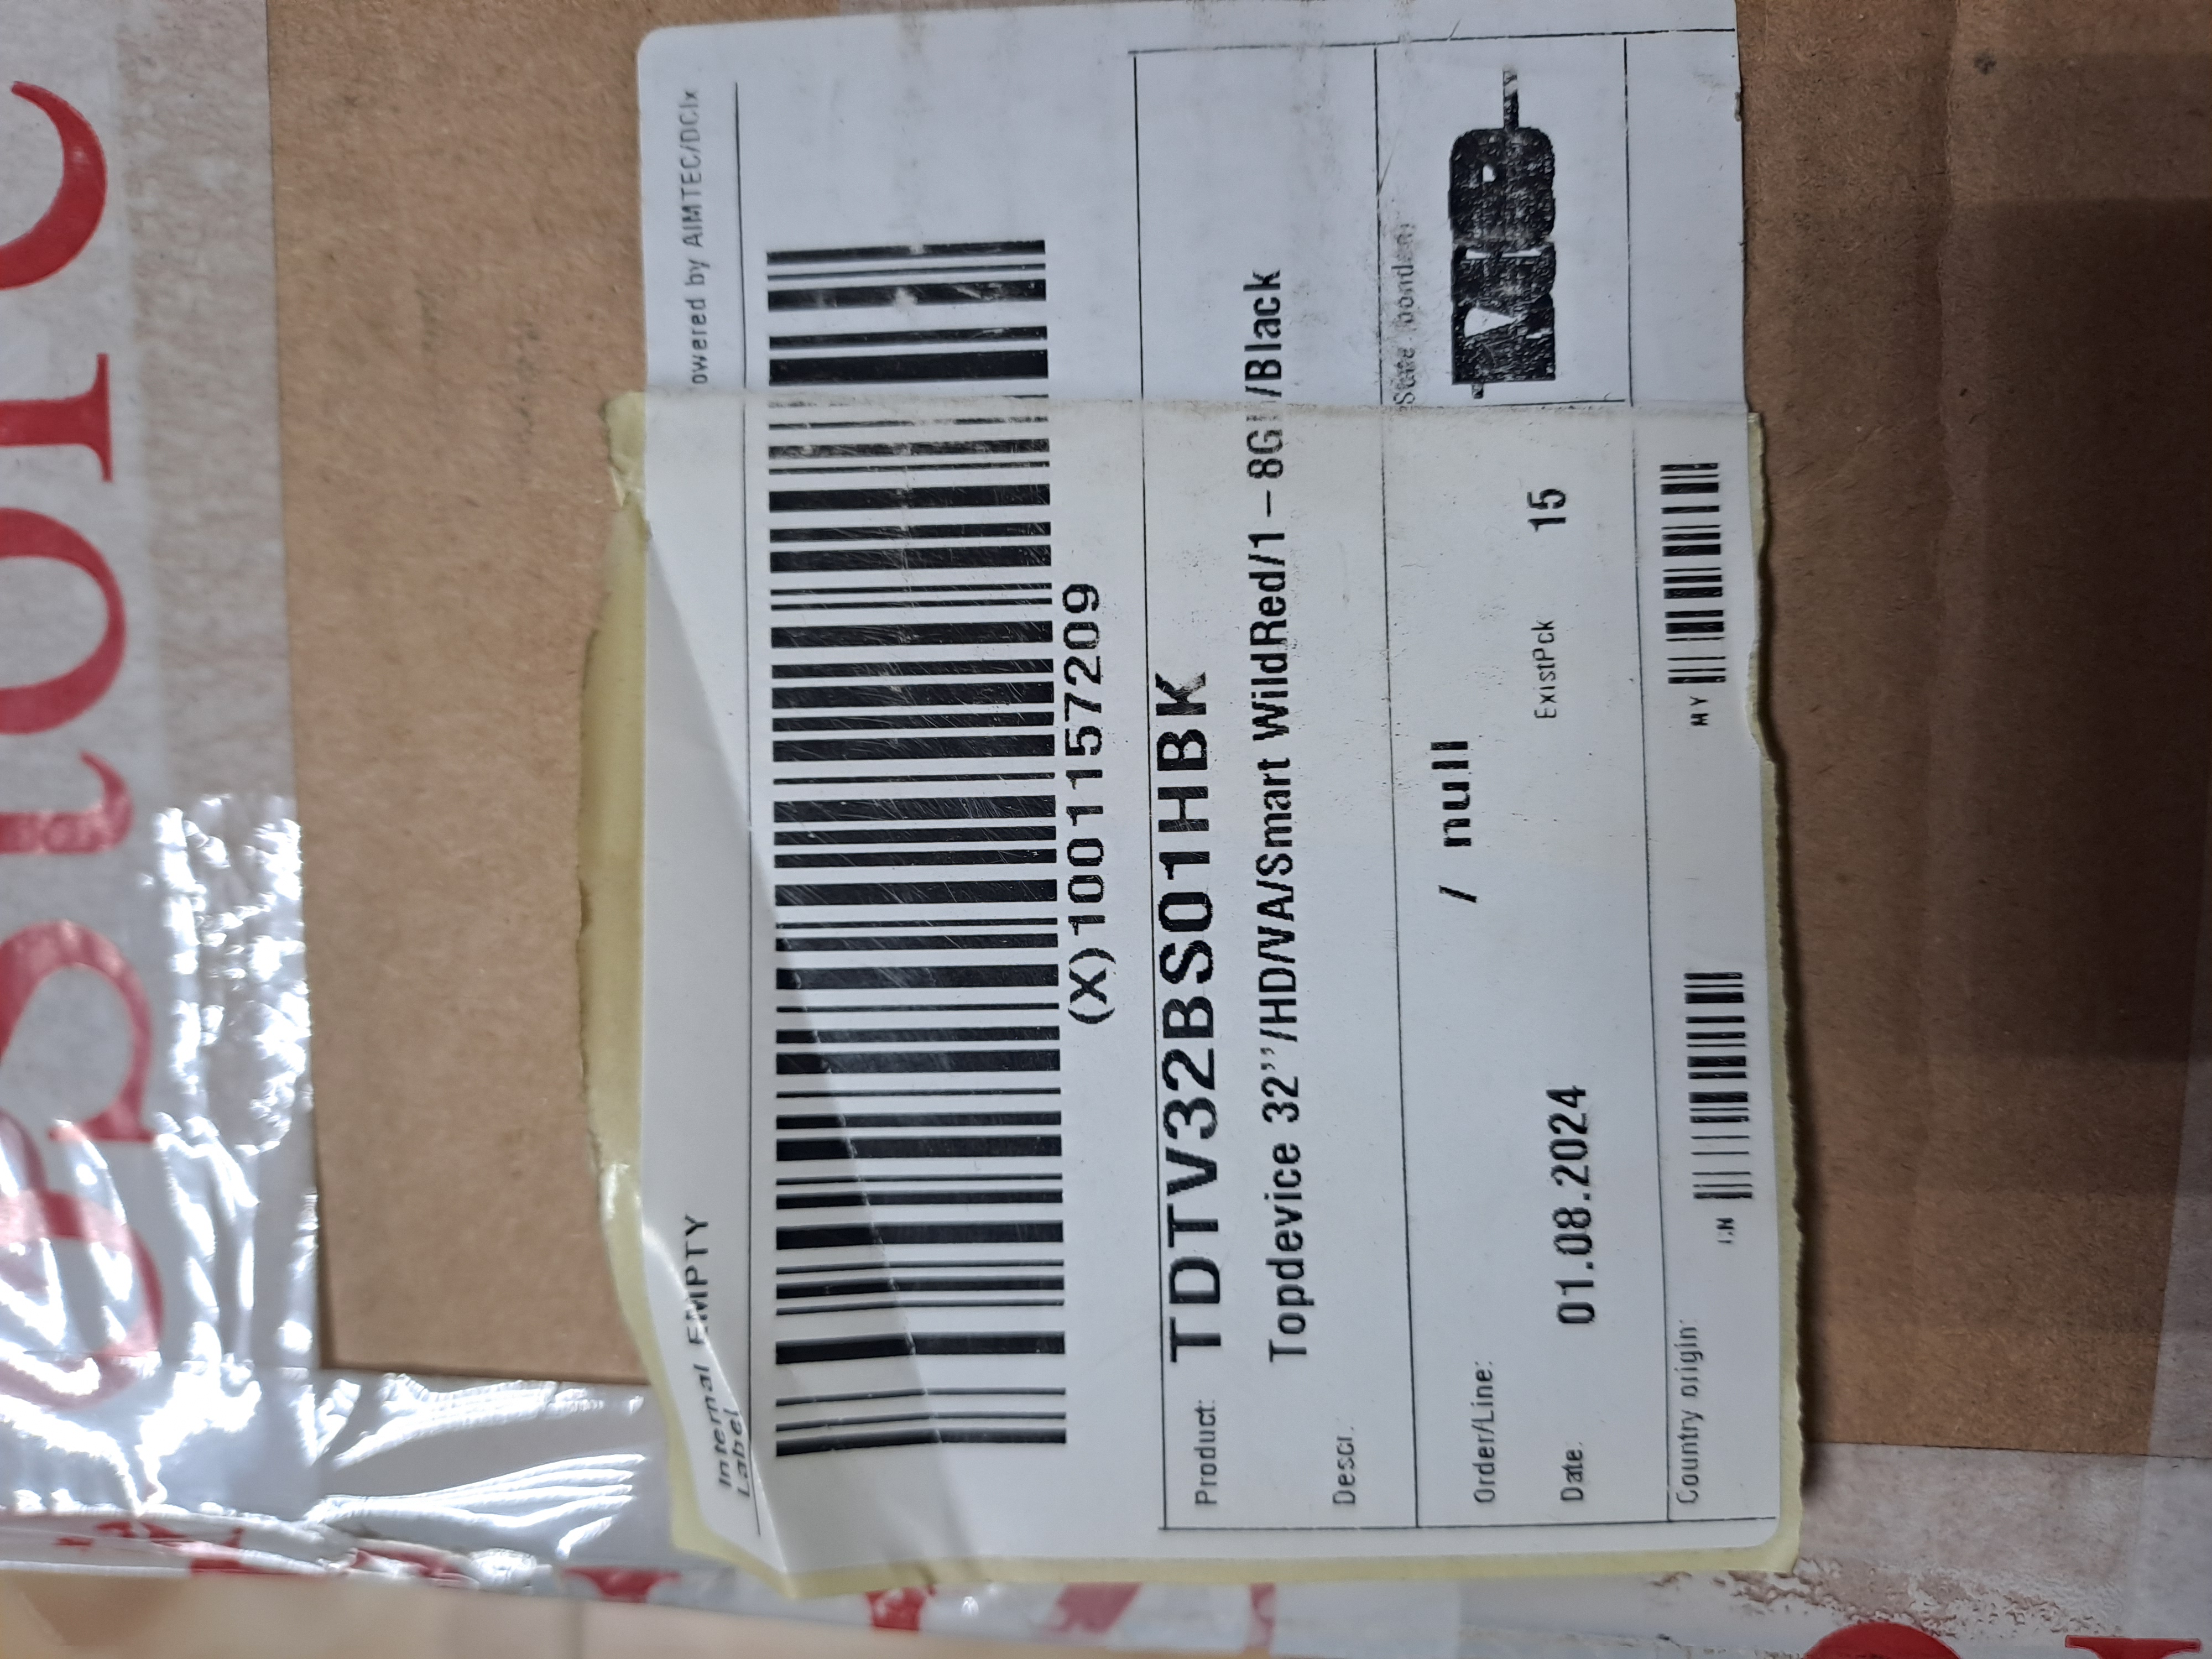 Internal EMPTY
Label
owered by AIMTEC/DCIx
(X)1001157209
Product: TDTV32BS01HBK
Topdevice 32''/HD/VA/Smart WildRed/1-8G /Black
Descr.:
Order/Line: / null
Date: 01.08.2024 ExistPck 15
Country origin:
CN MY